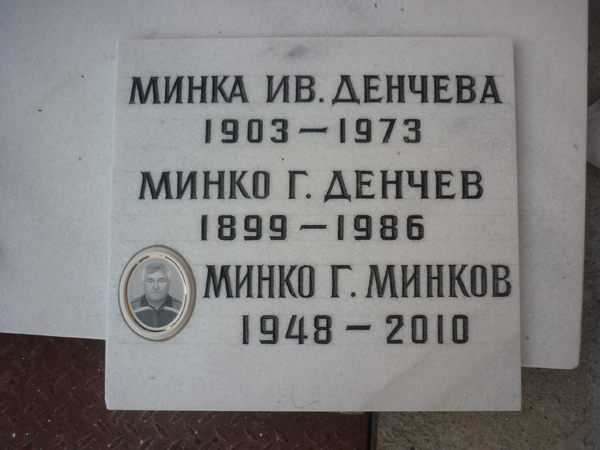 МИНКА ИВ. ДЕНЧЕВА
1903 – 1973
МИНКО Г. ДЕНЧЕВ
1899 – 1986
МИНКО Г. МИНКОВ
1948 – 2010